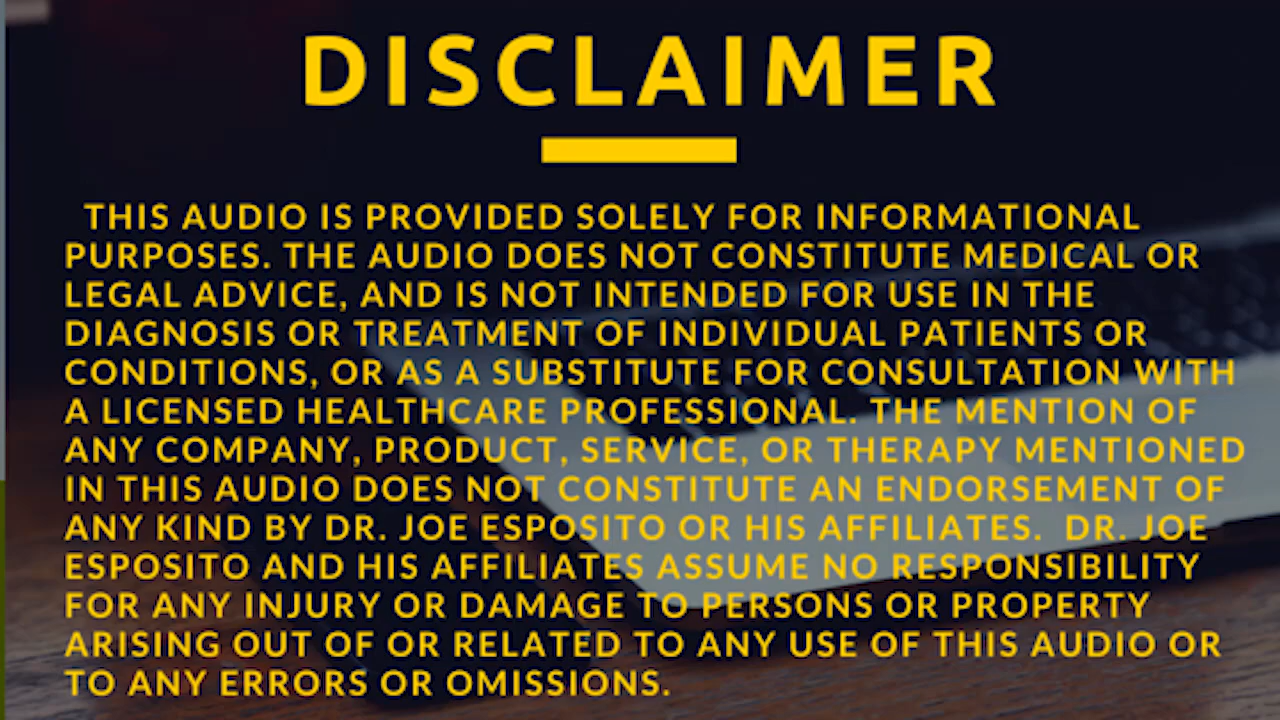 DISCLAIMER
THIS AUDIO IS PROVIDED SOLELY FOR INFORMATIONAL
PURPOSES. THE AUDIO DOES NOT CONSTITUTE MEDICAL OR
LEGAL ADVICE, AND IS NOT INTENDED FOR USE IN THE
DIAGNOSIS OR TREATMENT OF INDIVIDUAL PATIENTS OR
CONDITIONS, OR AS A SUBSTITUTE FOR CONSULTATION WITH
A LICENSED HEALTHCARE PROFESSIONAL. THE MENTION OF
ANY COMPANY, PRODUCT, SERVICE, OR THERAPY MENTIONED
IN THIS AUDIO DOES NOT CONSTITUTE AN ENDORSEMENT OF
ANY KIND BY DR. JOE ESPOSITO OR HIS AFFILIATES.  DR. JOE
ESPOSITO AND HIS AFFILIATES ASSUME NO RESPONSIBILITY
FOR ANY INJURY OR DAMAGE TO PERSONS OR PROPERTY
ARISING OUT OF OR RELATED TO ANY USE OF THIS AUDIO OR
TO ANY ERRORS OR OMISSIONS.